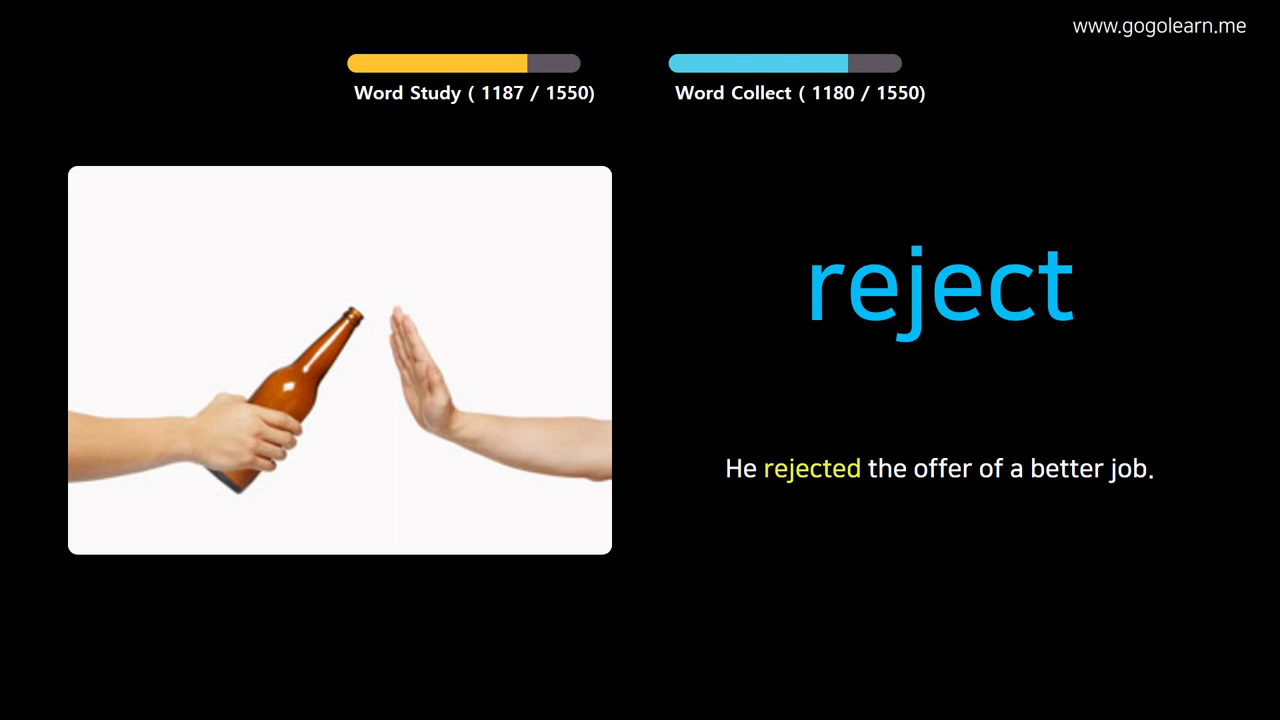 www.gogolearn.me
Word Study ( 1187 / 1550)
Word Collect ( 1180 / 1550)
reject
He rejected the offer of a better job.